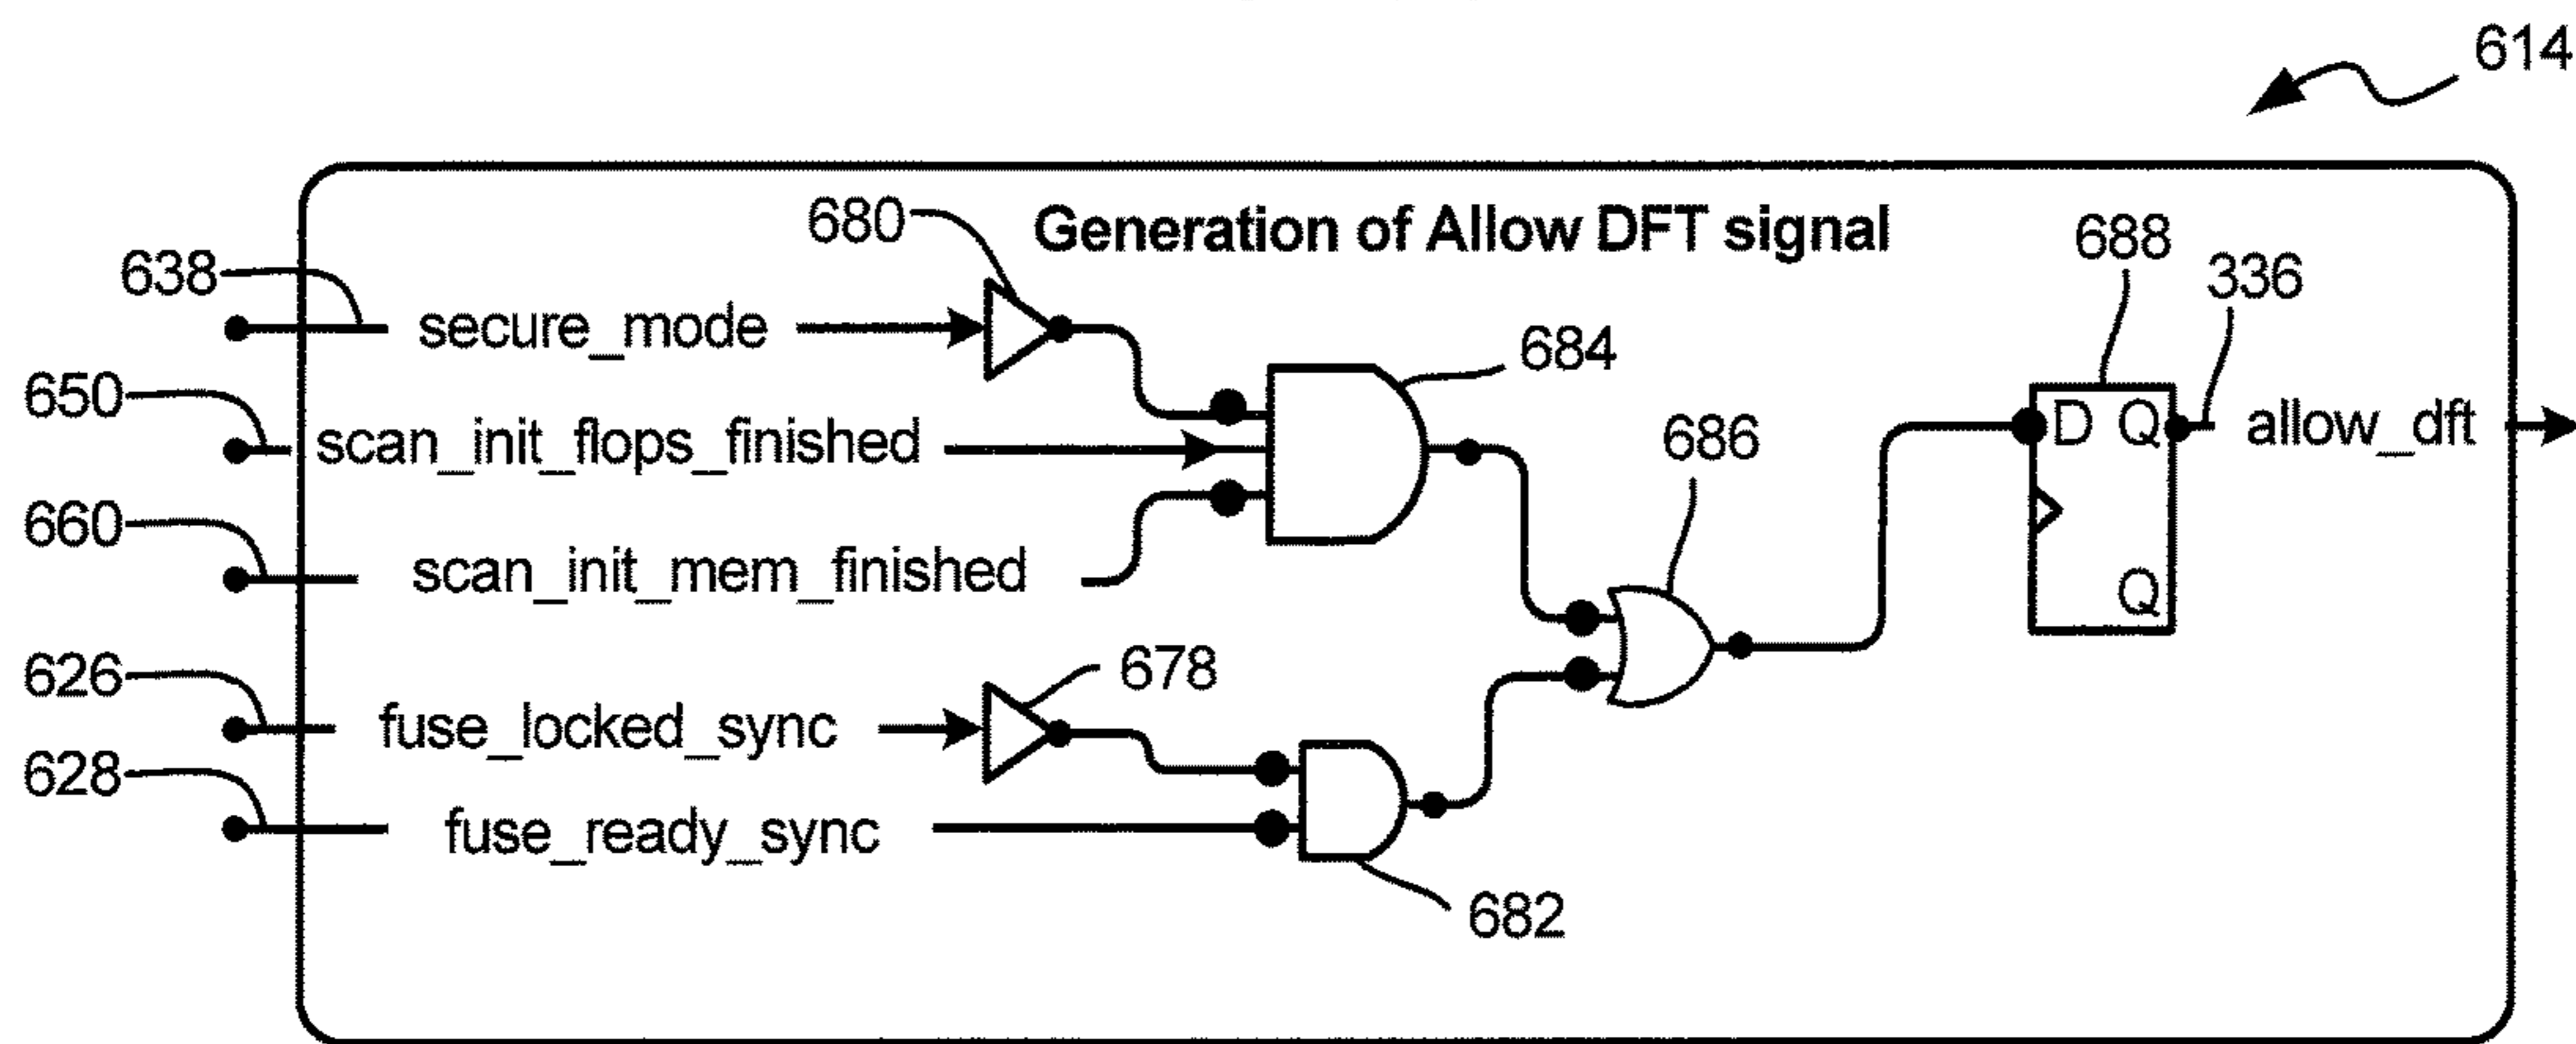 614
680
Generation of Allow DFT signal
688
336
638
secure_mode
684
650
scan_init_flops_finished
686
D Q
allow_dft
660
scan_init_mem_finished
Q
626
fuse_locked_sync
678
628
fuse_ready_sync
682